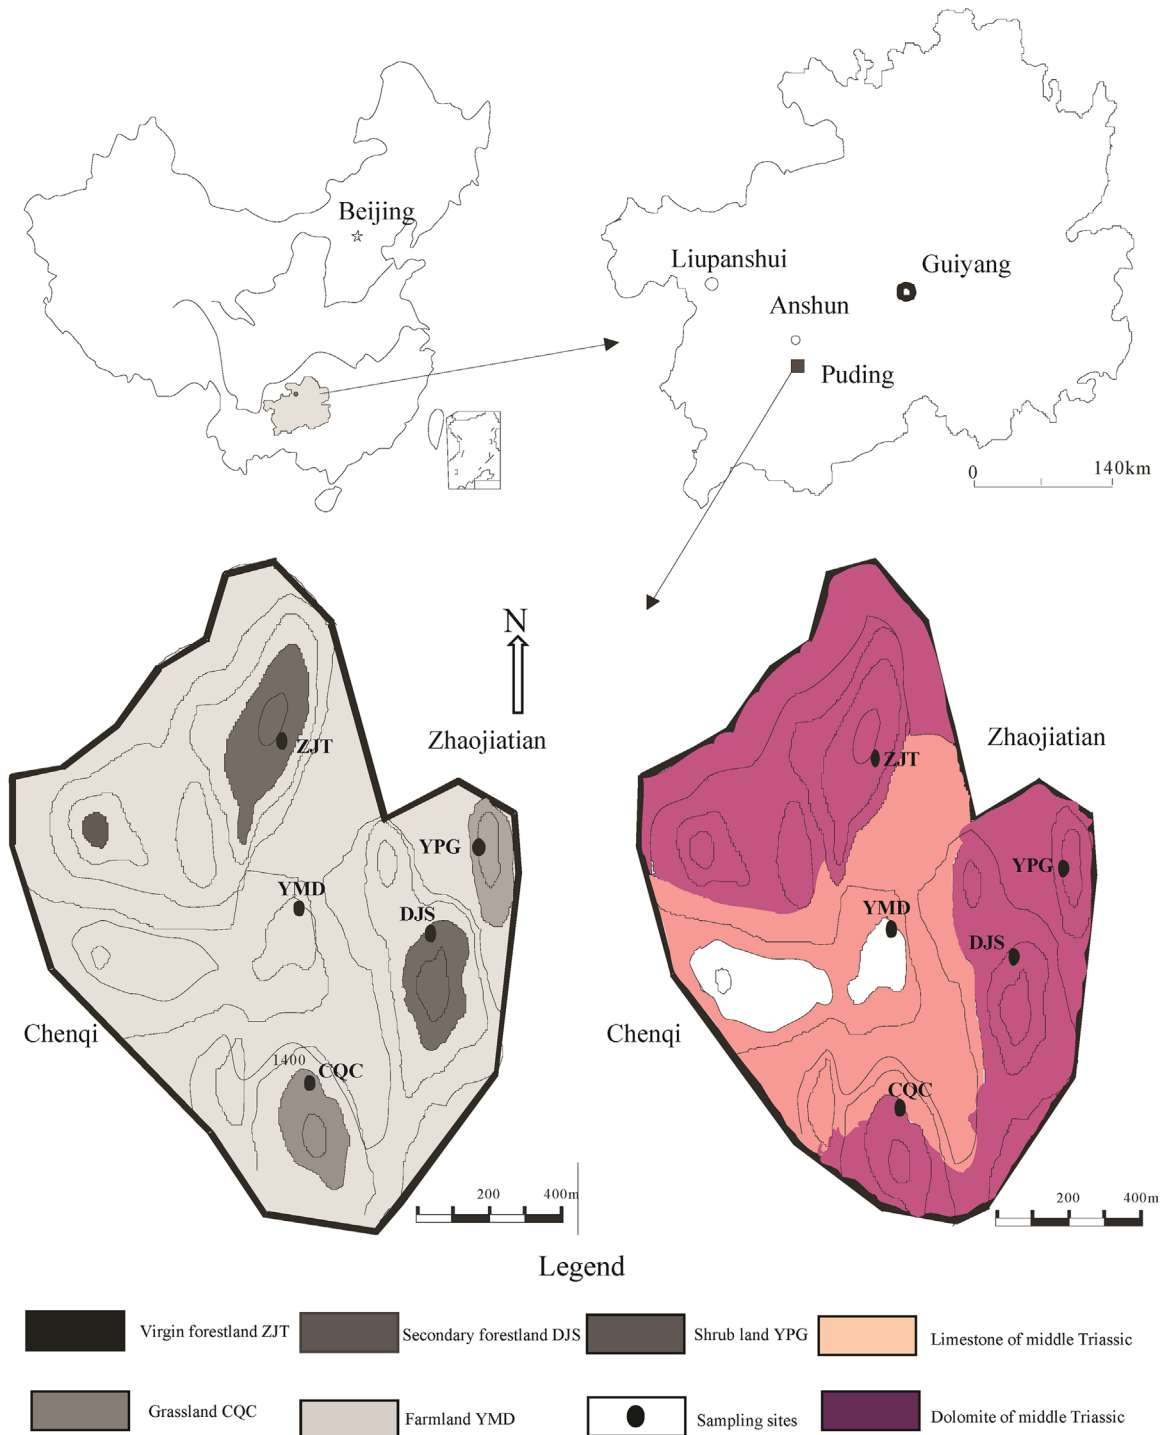 Beijing
Liupanshui
Guiyang
Anshun
Puding
0 140km
N
Zhaojiatian
ZJT
YPG
YMD
DJS
Chenqi
1400
CQC
200 400m
Zhaojiatian
ZJT
YPG
YMD
DJS
Chenqi
CQC
200 400m
Legend
Virgin forestland ZJT
Secondary forestland DJS
Shrub land YPG
Limestone of middle Triassic
Grassland CQC
Farmland YMD
Sampling sites
Dolomite of middle Triassic